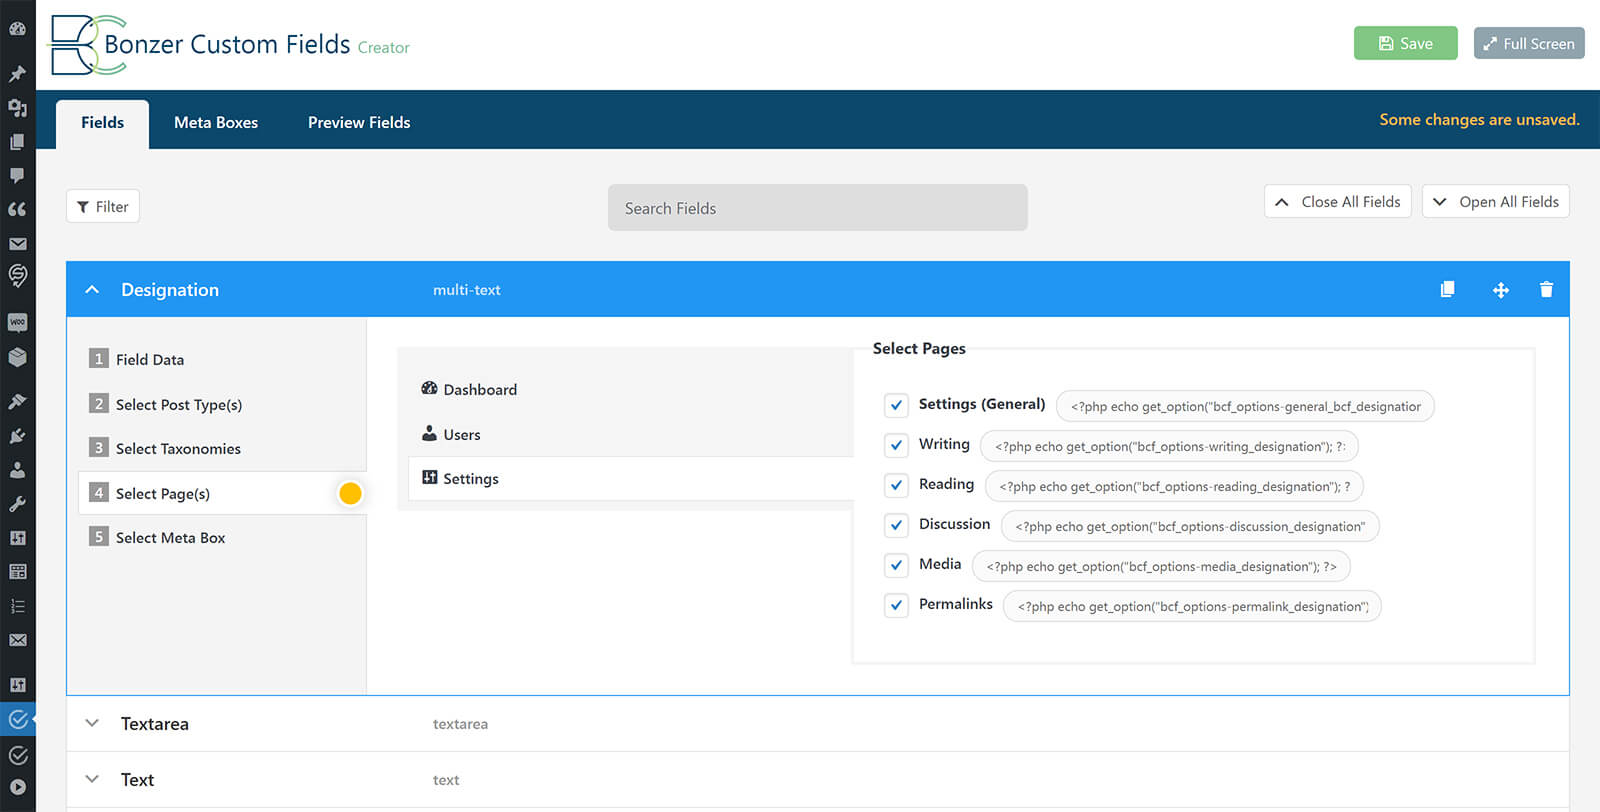 Bonzer Custom Fields Creator
Save
Full Screen
Fields
Meta Boxes
Preview Fields
Some changes are unsaved.
Filter
Search Fields
Close All Fields
Open All Fields
Designation
multi-text
1 Field Data
2 Select Post Type(s)
3 Select Taxonomies
4 Select Page(s)
5 Select Meta Box
Dashboard
Users
Settings
Select Pages
Settings (General) <?php echo get_option("bcf_options-general_bcf_designation
Writing <?php echo get_option("bcf_options-writing_designation"); ?
Reading <?php echo get_option("bcf_options-reading_designation"); ?
Discussion <?php echo get_option("bcf_options-discussion_designation"
Media <?php echo get_option("bcf_options-media_designation"); ?>
Permalinks <?php echo get_option("bcf_options-permalink_designation")
Textarea
textarea
Text
text
WOO